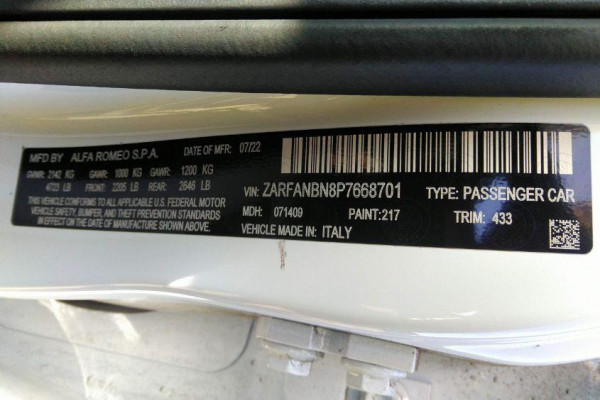 MFD BY ALFA ROMEO S.P.A. DATE OF MFR: 07/22
GVWR: 2142 KG GAWR: 1000 KG GAWR: 1200 KG
4723 LB FRONT: 2205 LB REAR: 2646 LB
THIS VEHICLE CONFORMS TO ALL APPLICABLE U.S. FEDERAL MOTOR
VEHICLE SAFETY, BUMPER, AND THEFT PREVENTION STANDARDS
IN EFFECT ON THE DATE OF MANUFACTURE SHOWN ABOVE.
VIN: ZARFANBN8P7668701 TYPE: PASSENGER CAR
MDH: 071409 PAINT: 217 TRIM: 433
VEHICLE MADE IN: ITALY